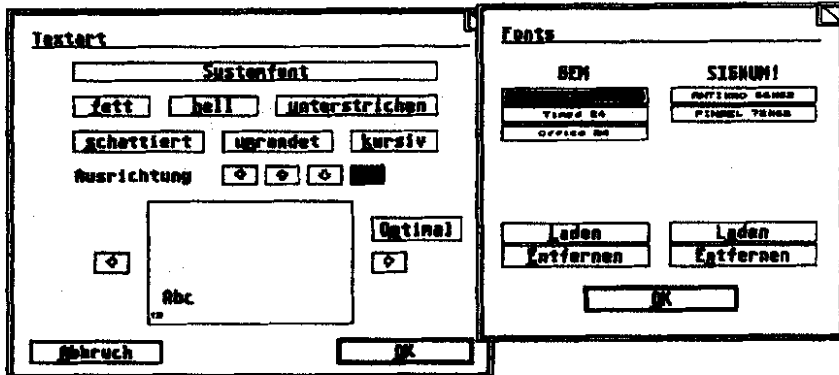 Textart
Systemfont
fett hell unterstrichen
schattiert umrandet kursiv
Ausrichtung
Optimal
Abc
Abbruch OK
Fonts
GEM SIGNUM!
Times 24
Office 24
Laden Laden
Entfernen Entfernen
OK